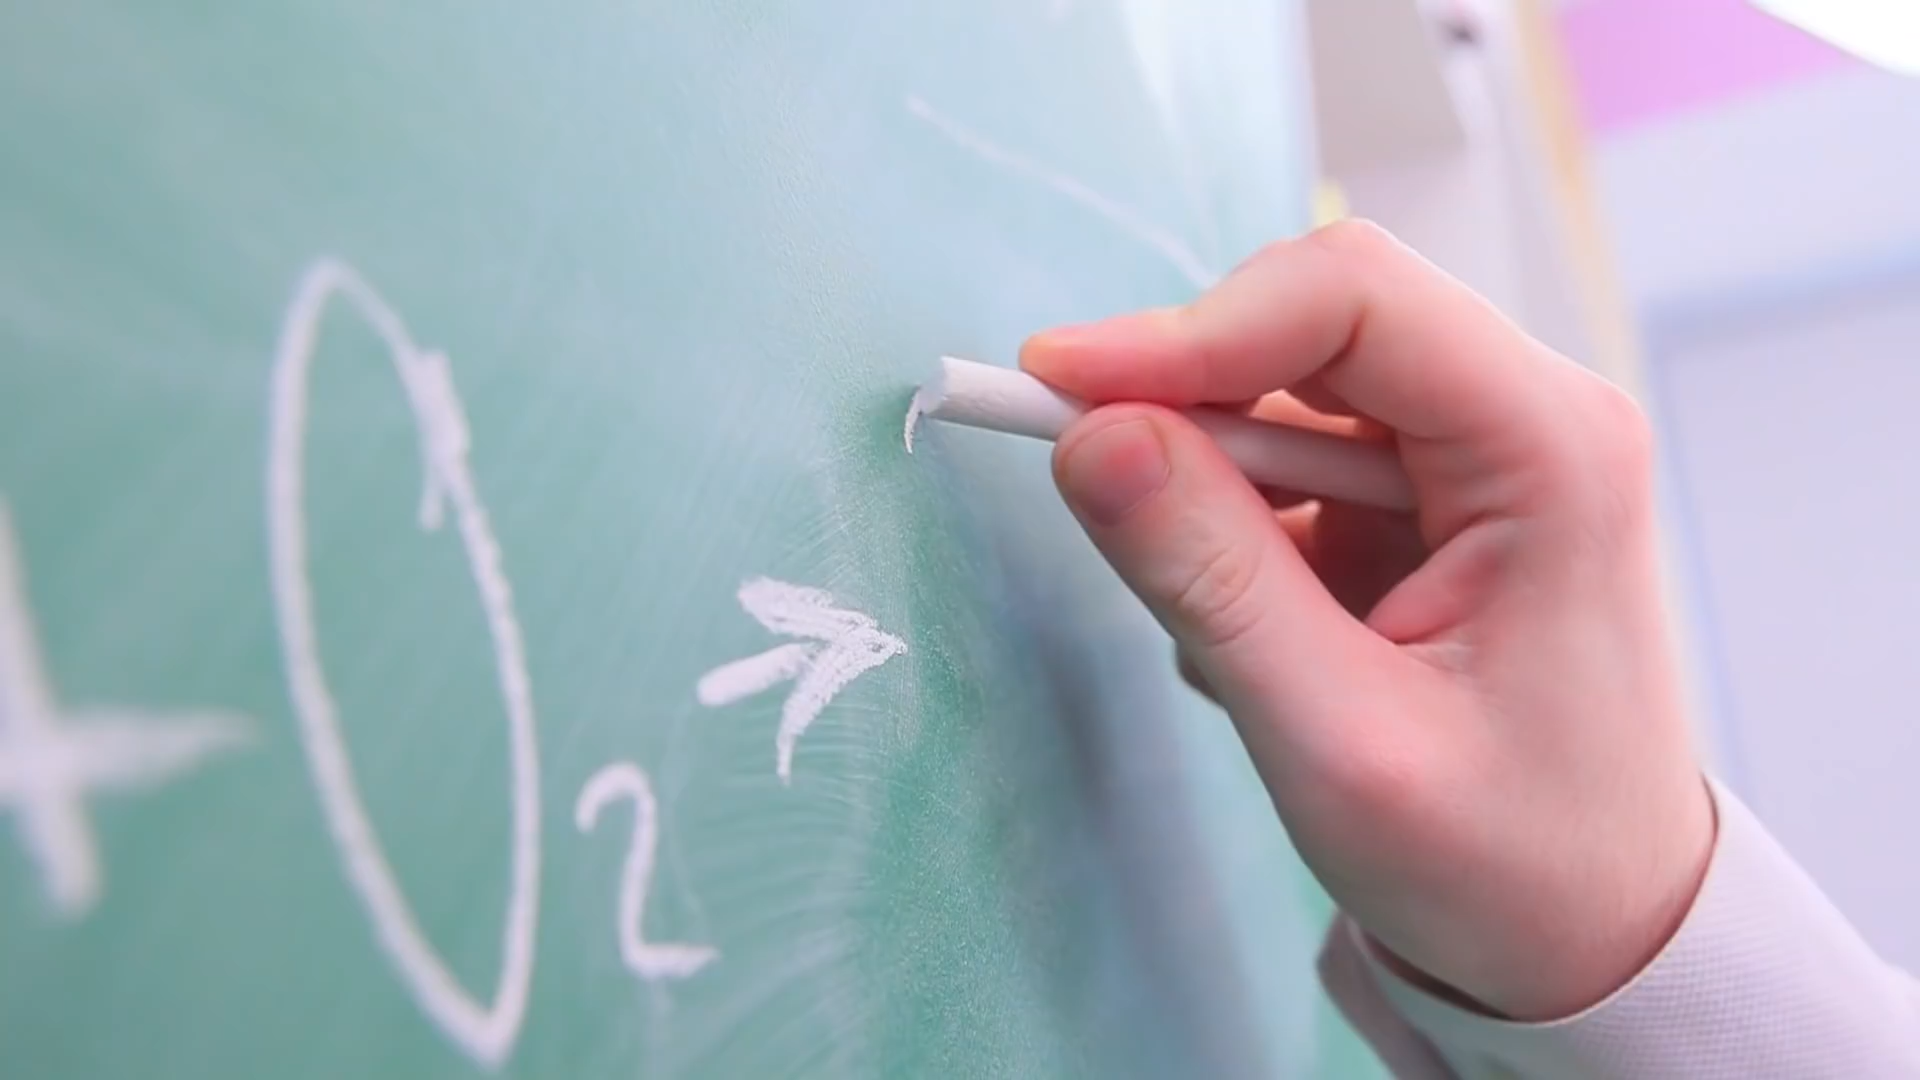 + O₂ →